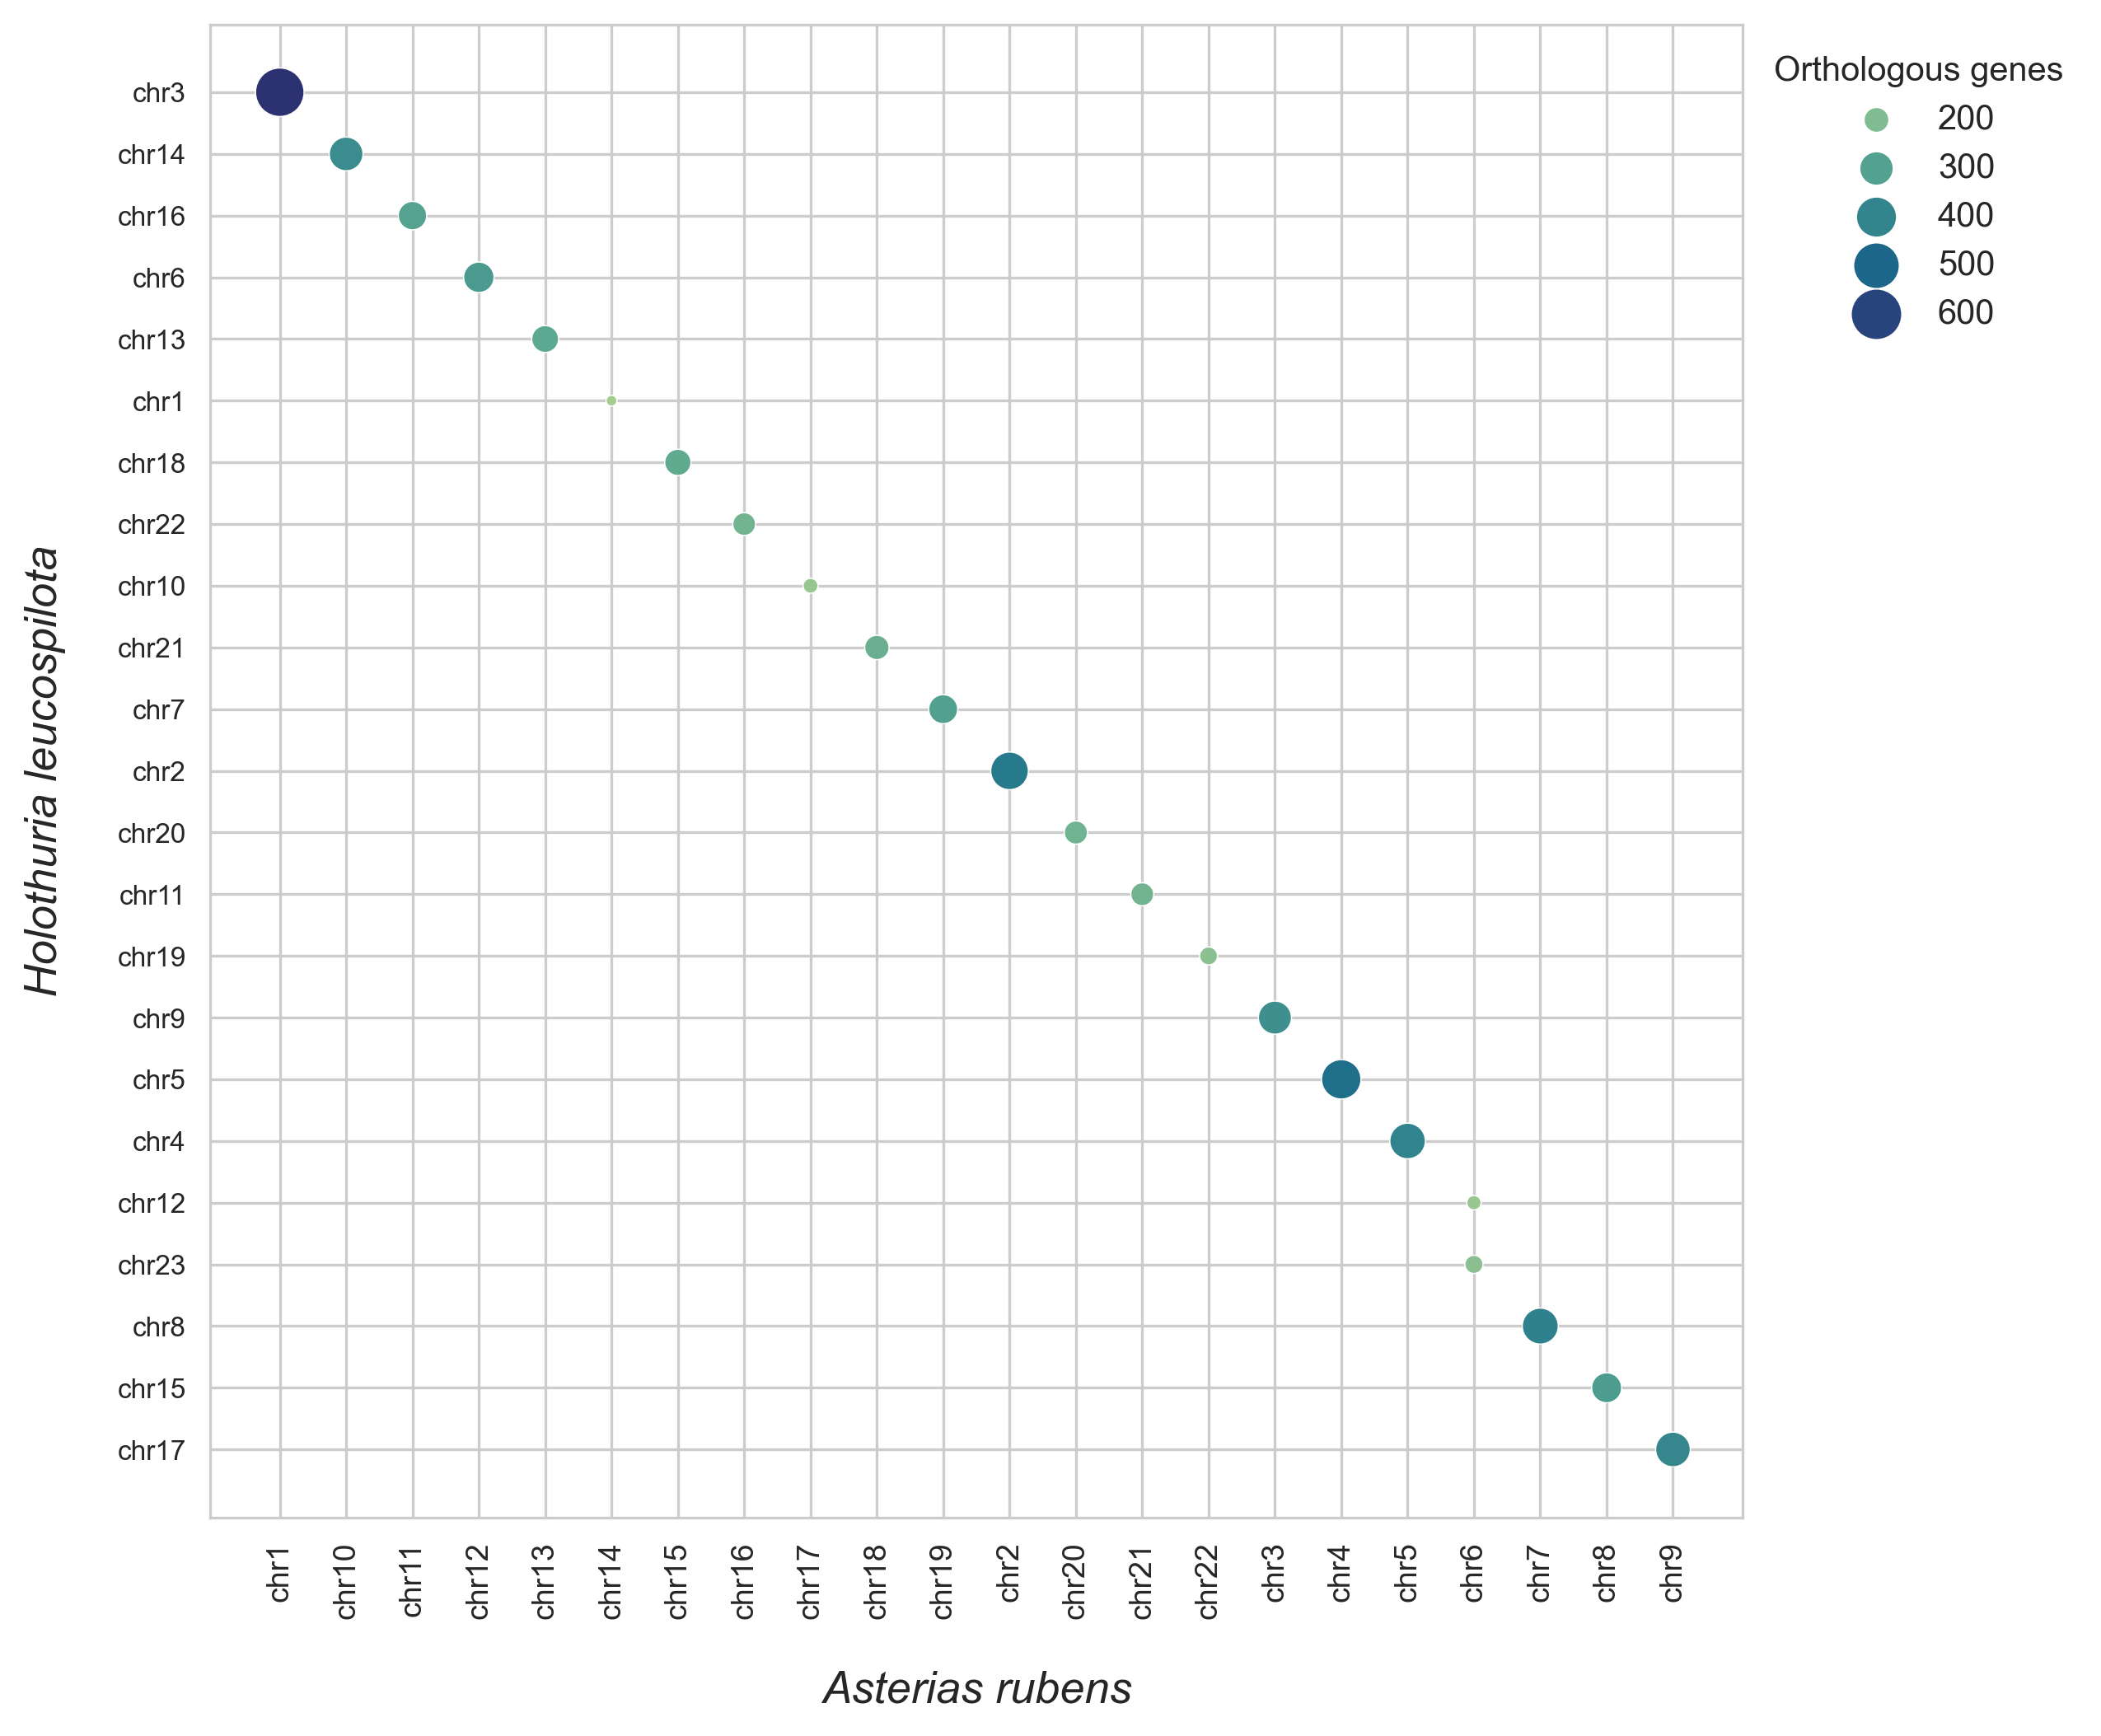 Orthologous genes
200
300
400
500
600
Holothuria leucospilota
chr3
chr14
chr16
chr6
chr13
chr1
chr18
chr22
chr10
chr21
chr7
chr2
chr20
chr11
chr19
chr9
chr5
chr4
chr12
chr23
chr8
chr15
chr17
chr1
chr10
chr11
chr12
chr13
chr14
chr15
chr16
chr17
chr18
chr19
chr2
chr20
chr21
chr22
chr3
chr4
chr5
chr6
chr7
chr8
chr9
Asterias rubens